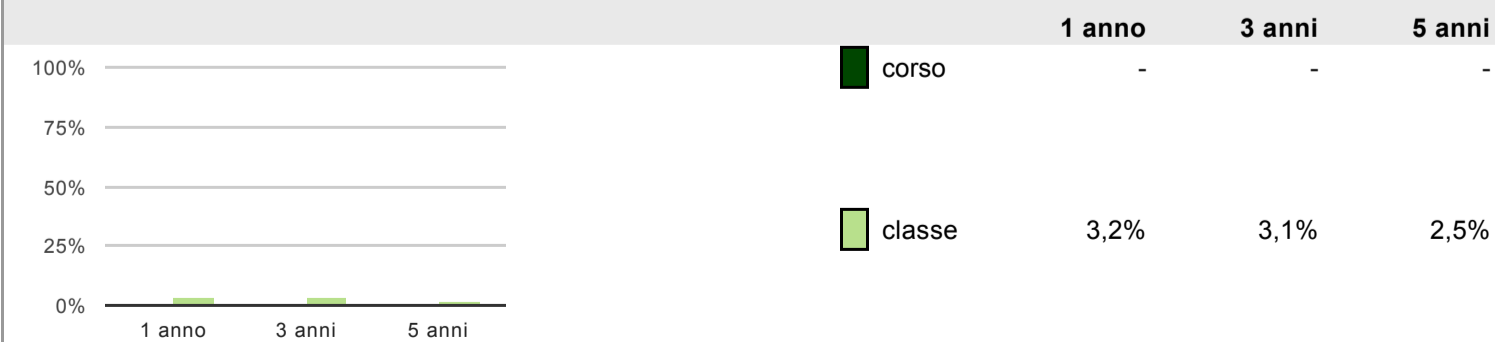 1 anno 3 anni 5 anni
100%
75%
50%
25%
0%
1 anno 3 anni 5 anni
corso - - -
classe 3,2% 3,1% 2,5%